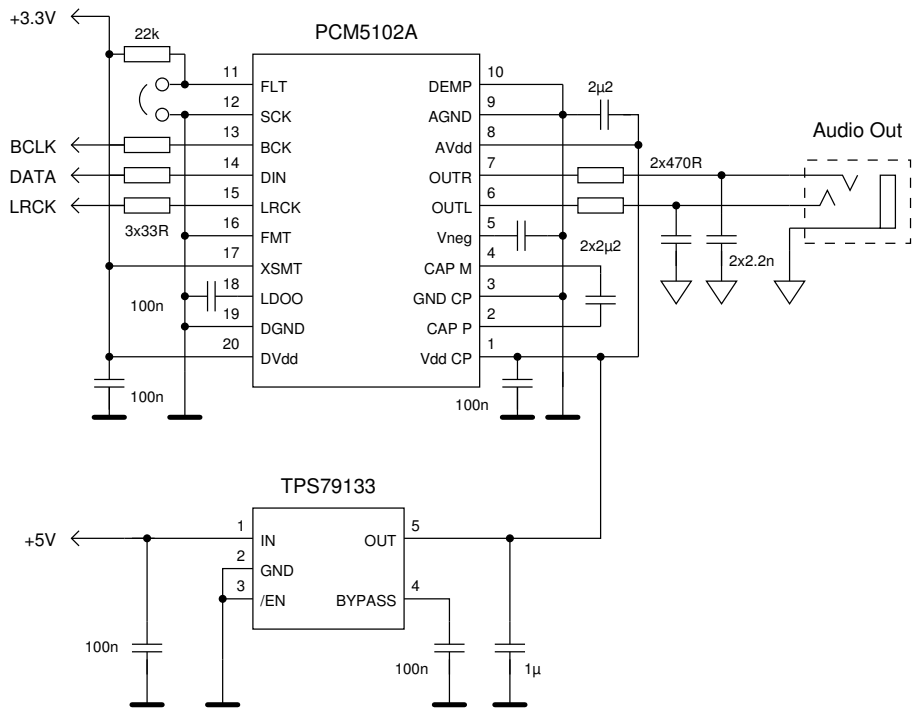 +3.3V
22k
PCM5102A
11
FLT
DEMP
10
12
SCK
AGND
9
2µ2
BCLK
13
BCK
AVdd
8
Audio Out
DATA
14
DIN
OUTR
7
2x470R
LRCK
15
LRCK
OUTL
6
3x33R
16
FMT
Vneg
5
2x2µ2
2x2.2n
17
XSMT
CAP M
4
100n
18
LDOO
GND CP
3
19
DGND
CAP P
2
20
DVdd
Vdd CP
1
100n
100n
TPS79133
+5V
1
IN
OUT
5
2
GND
3
/EN
BYPASS
4
100n
100n
1µ